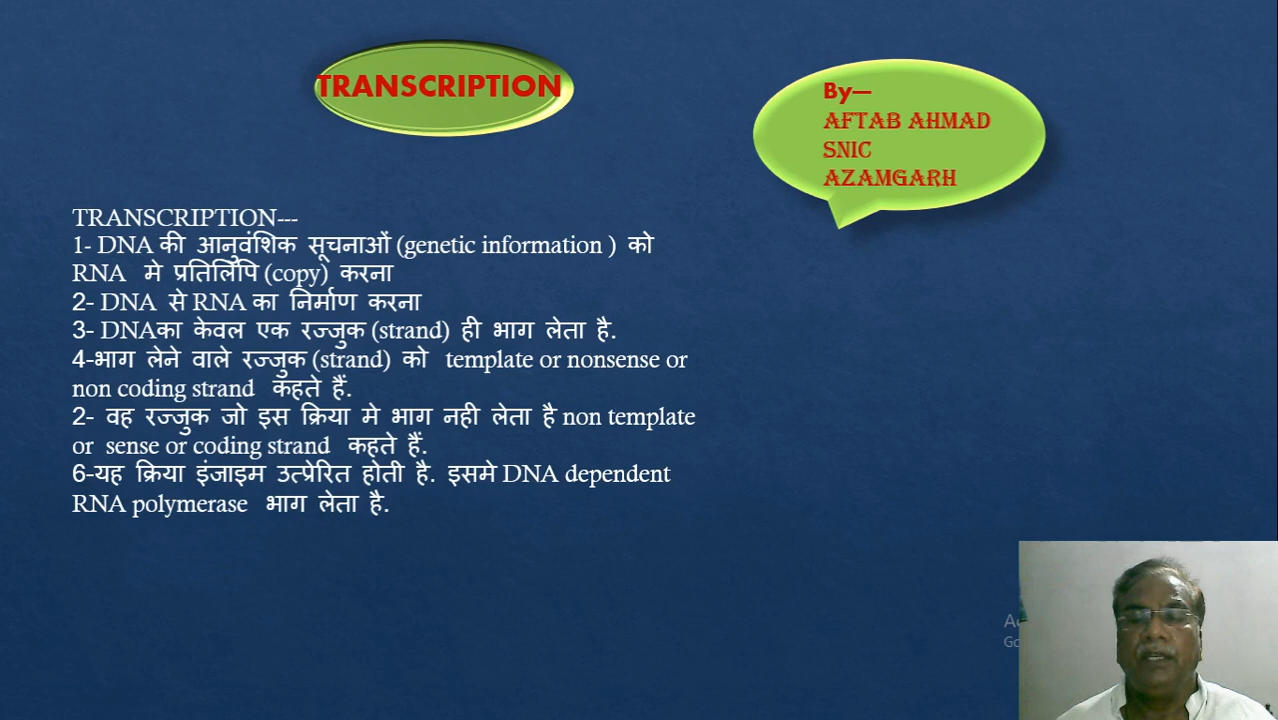 TRANSCRIPTION
By—
AFTAB AHMAD
SNIC
AZAMGARH
TRANSCRIPTION---
1- DNA की आनुवंशिक सूचनाओं (genetic information ) को
RNA मे प्रतिलिपि (copy) करना
2- DNA से RNA का निर्माण करना
3- DNAका केवल एक रज्जुक (strand) ही भाग लेता है.
4-भाग लेने वाले रज्जुक (strand) को template or nonsense or
non coding strand कहते हैं.
2- वह रज्जुक जो इस क्रिया मे भाग नही लेता है non template
or sense or coding strand कहते हैं.
6-यह क्रिया इंजाइम उत्प्रेरित होती है. इसमे DNA dependent
RNA polymerase भाग लेता है.